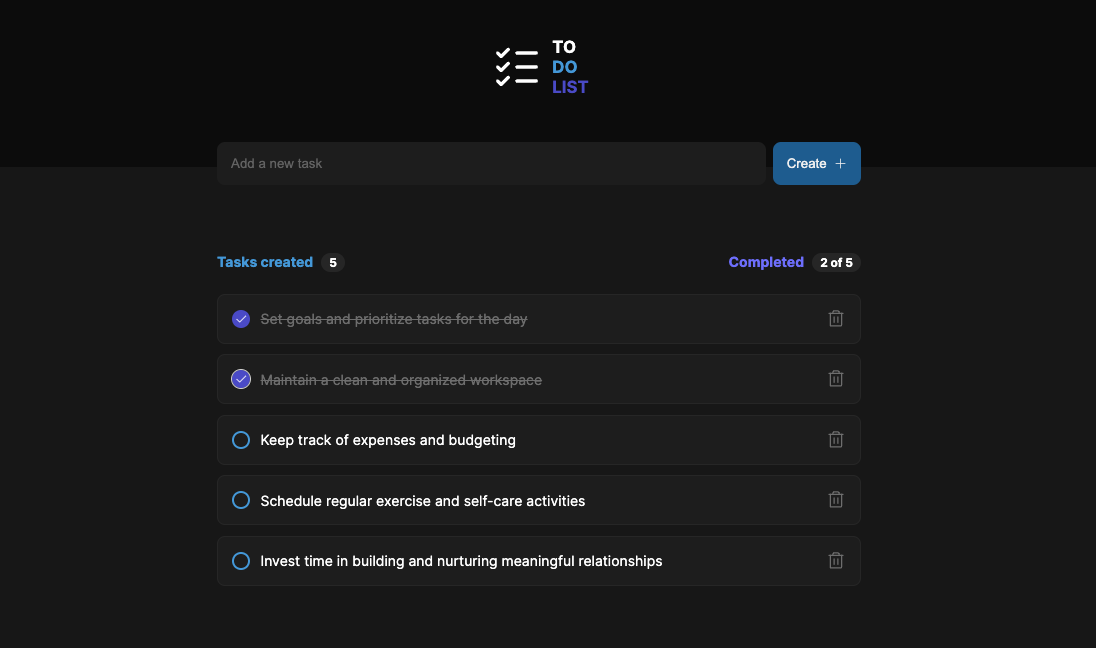 TO
DO
LIST
Add a new task
Create
Tasks created 5
Completed 2 of 5
Set goals and prioritize tasks for the day
Maintain a clean and organized workspace
Keep track of expenses and budgeting
Schedule regular exercise and self-care activities
Invest time in building and nurturing meaningful relationships